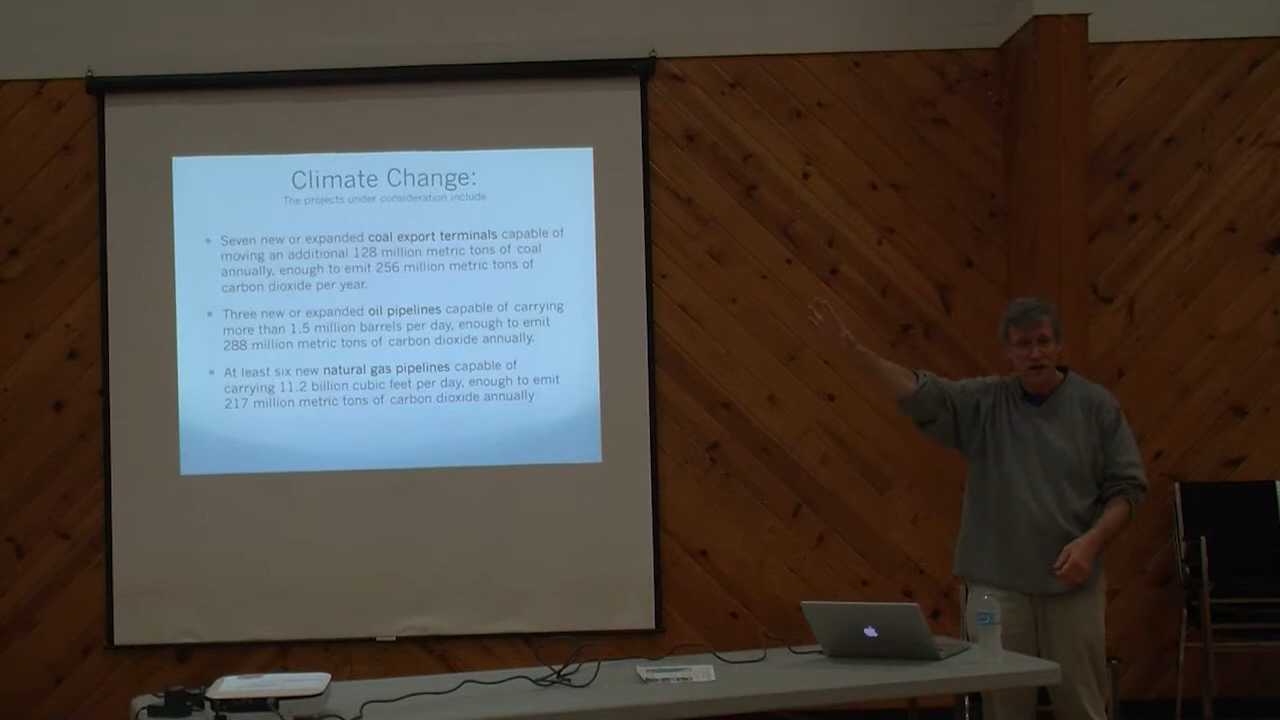 Climate Change:
The projects under consideration include
• Seven new or expanded coal export terminals capable of
moving an additional 128 million metric tons of coal
annually, enough to emit 256 million metric tons of
carbon dioxide per year.
• Three new or expanded oil pipelines capable of carrying
more than 1.5 million barrels per day, enough to emit
288 million metric tons of carbon dioxide annually.
• At least six new natural gas pipelines capable of
carrying 11.2 billion cubic feet per day, enough to emit
217 million metric tons of carbon dioxide annually